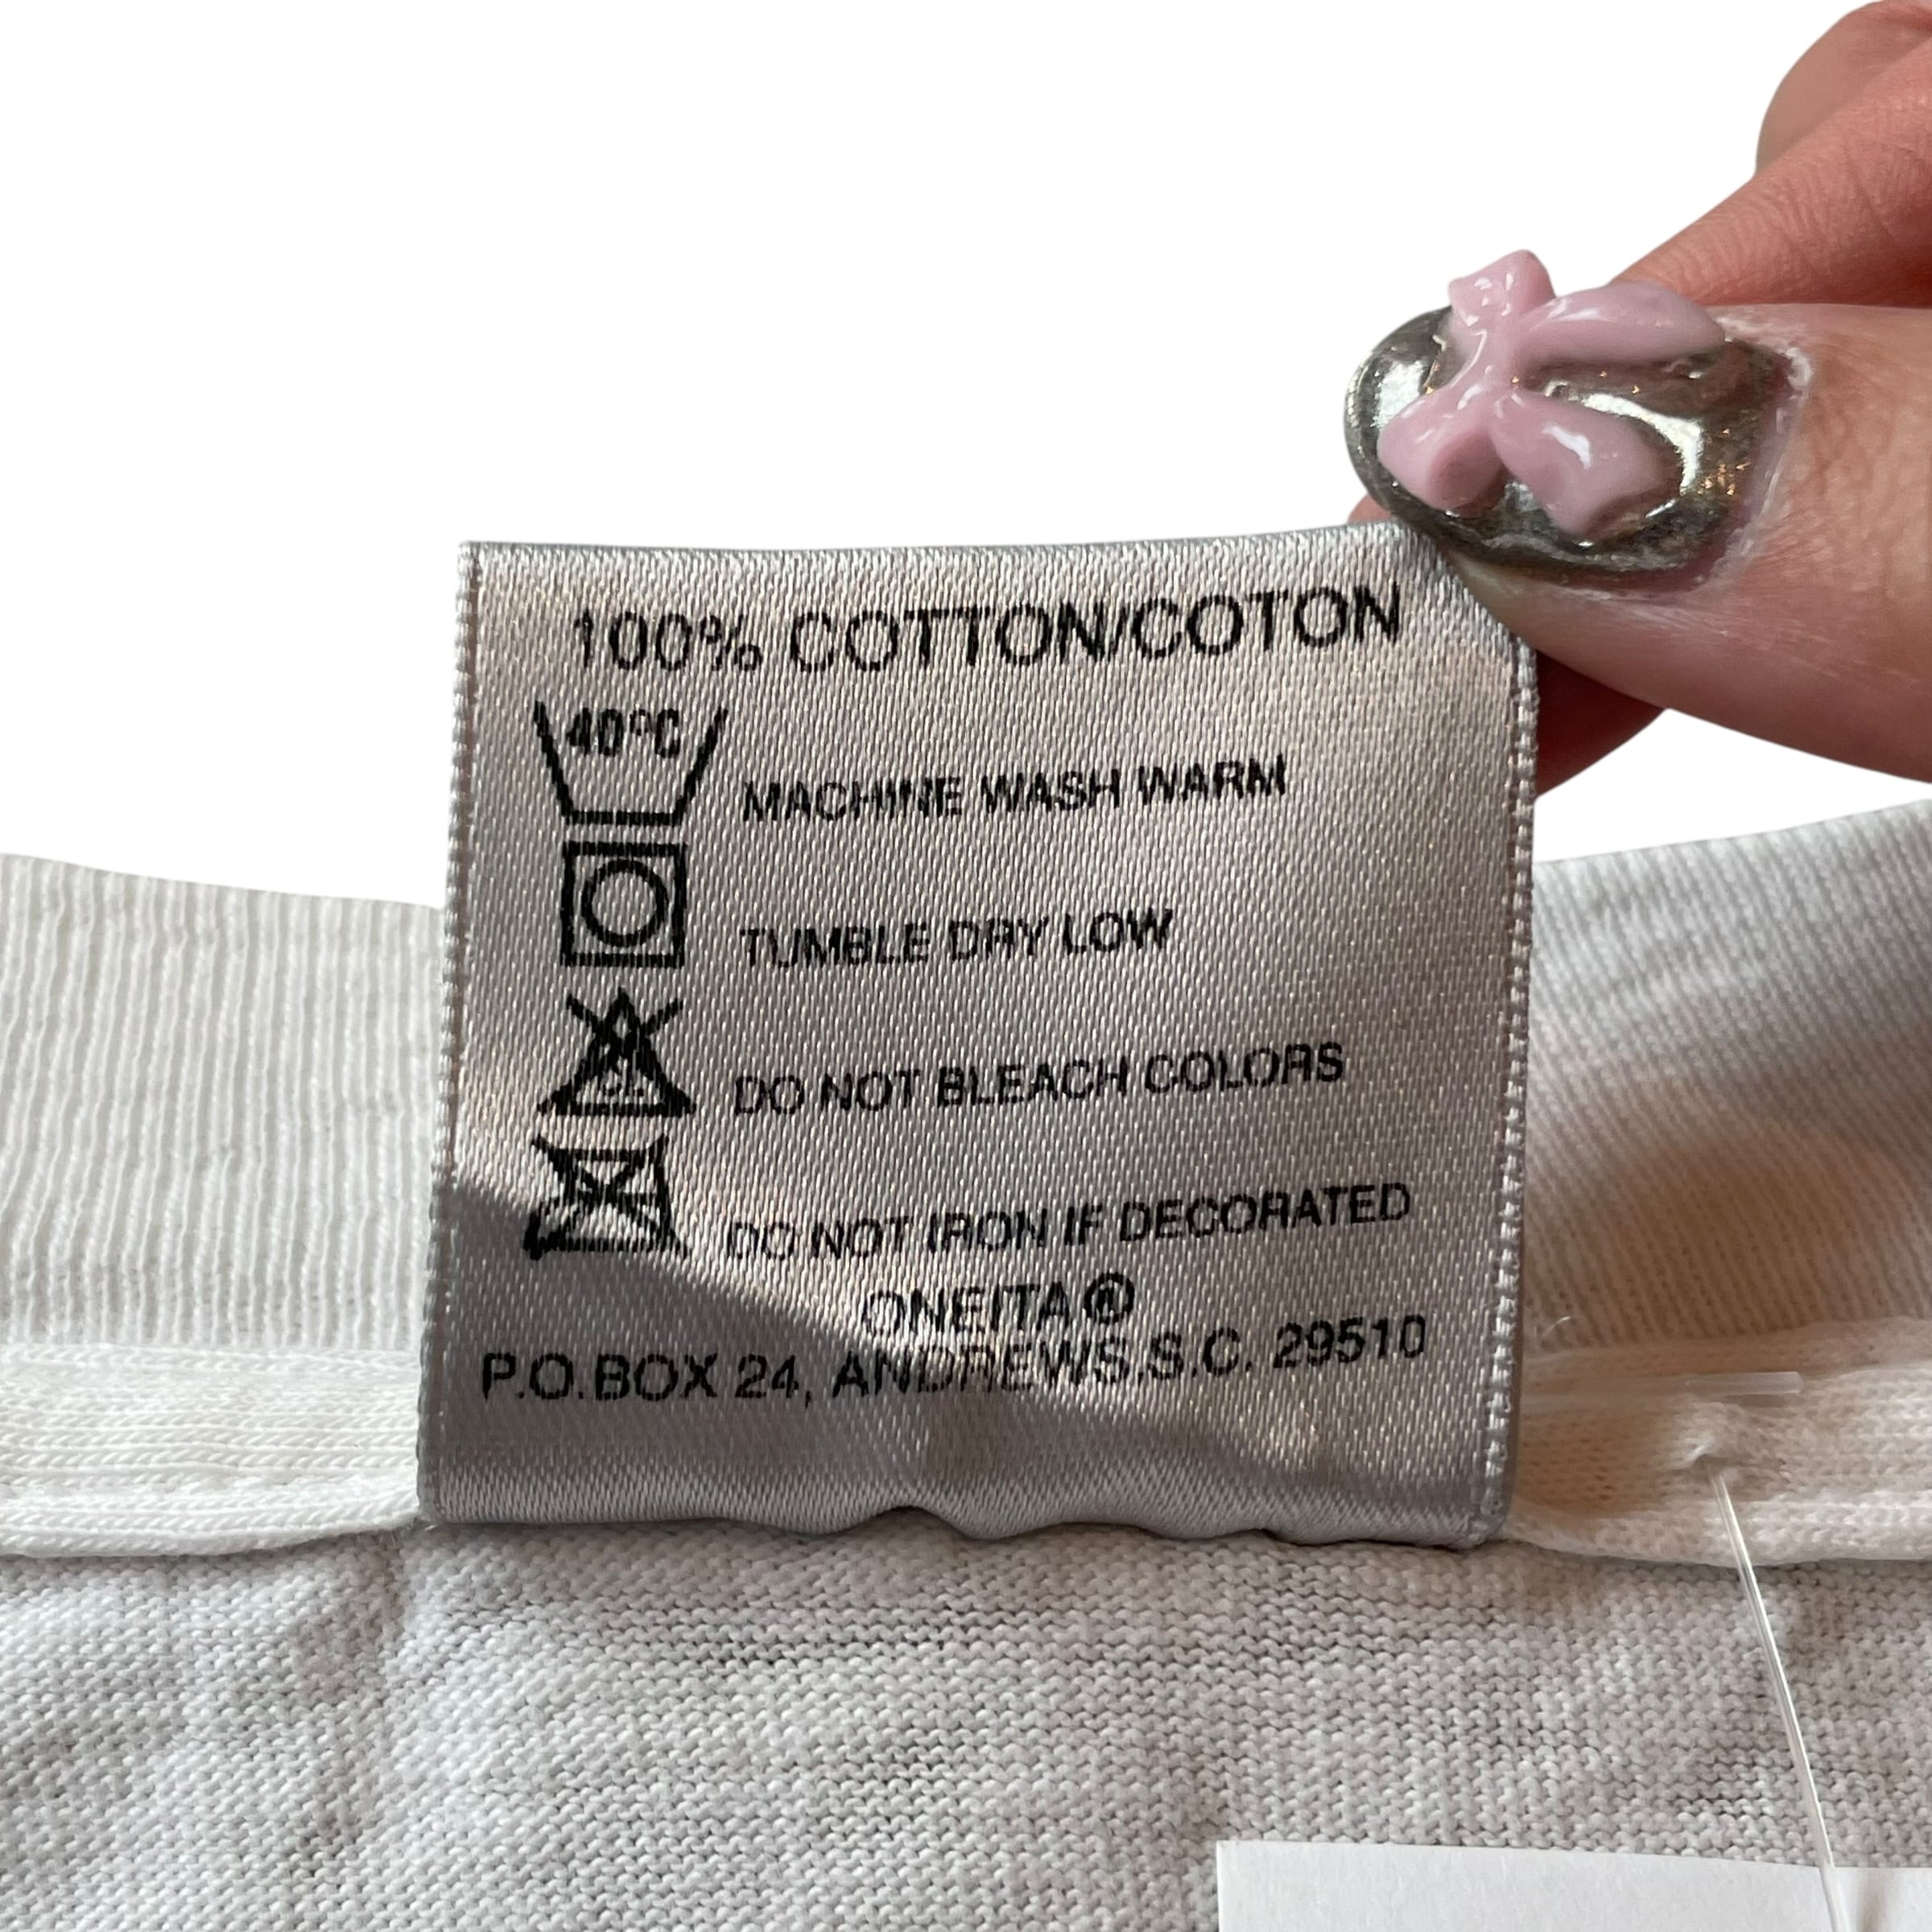 100% COTTON/COTON
40°C
MACHINE WASH WARM
TUMBLE DRY LOW
CL
DO NOT BLEACH COLORS
DO NOT IRON IF DECORATED
ONEITA®
P.O.BOX 24, ANDREWS.S.C. 29510